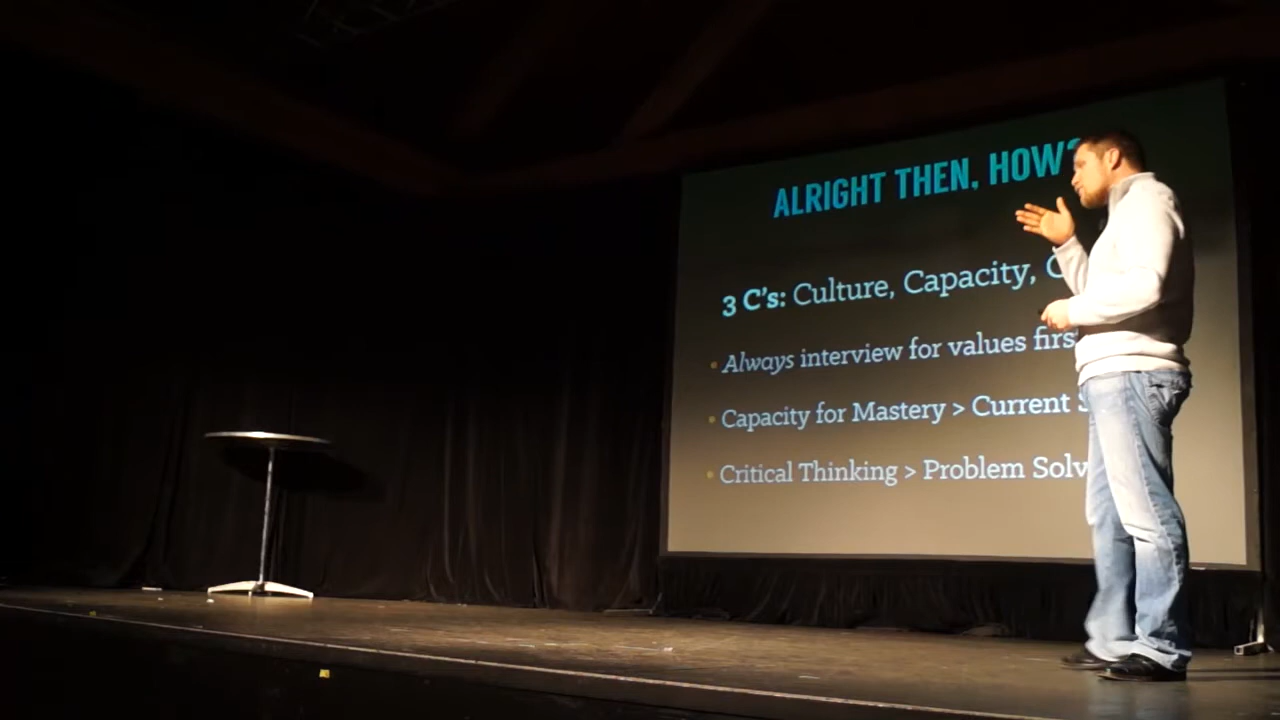 ALRIGHT THEN, HOW?
3 C's: Culture, Capacity,
Always interview for values
Capacity for Mastery > Current
Critical Thinking > Problem